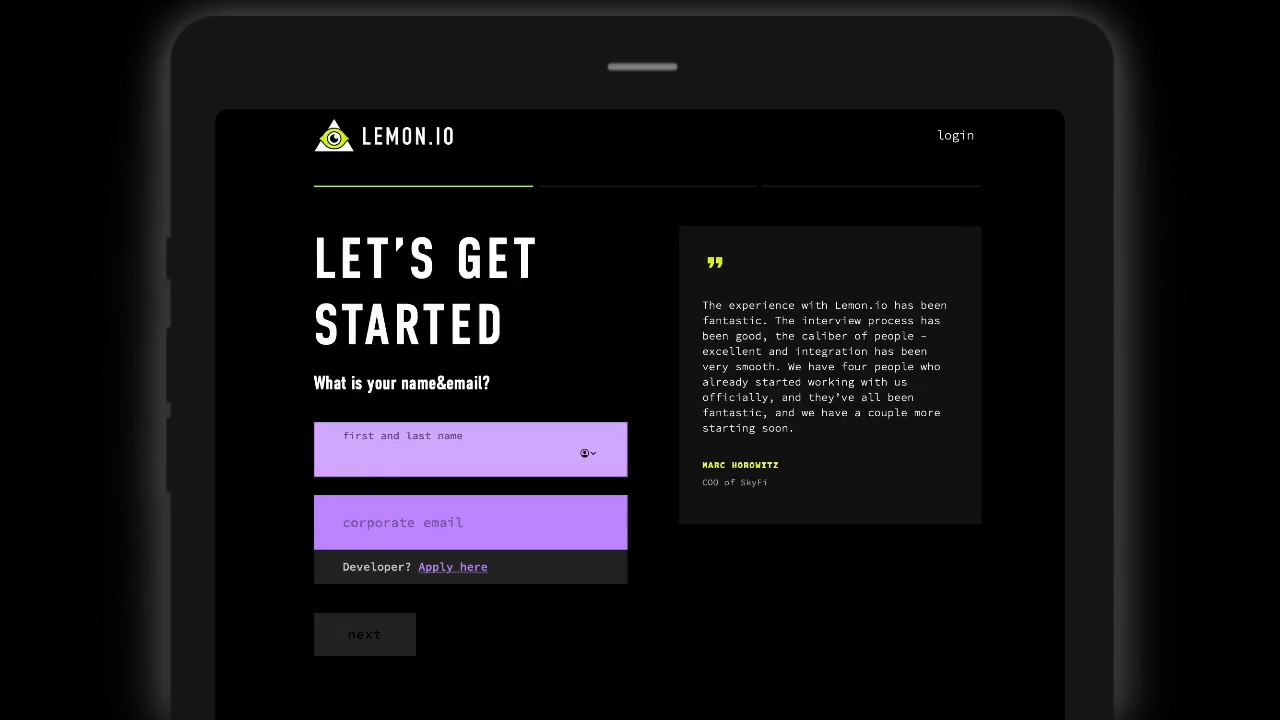 LEMON.IO
login
LET’S GET
STARTED
What is your name&email?
first and last name
corporate email
Developer? Apply here
next
”
The experience with Lemon.io has been
fantastic. The interview process has
been good, the caliber of people –
excellent and integration has been
very smooth. We have four people who
already started working with us
officially, and they’ve all been
fantastic, and we have a couple more
starting soon.
MARC HOROWITZ
COO of SkyFi